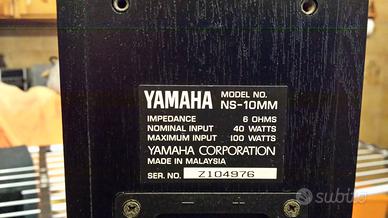 YAMAHA MODEL NO.
NS-10MM
IMPEDANCE 6 OHMS
NOMINAL INPUT 40 WATTS
MAXIMUM INPUT 100 WATTS
YAMAHA CORPORATION
MADE IN MALAYSIA
SER. NO. Z104976
subito